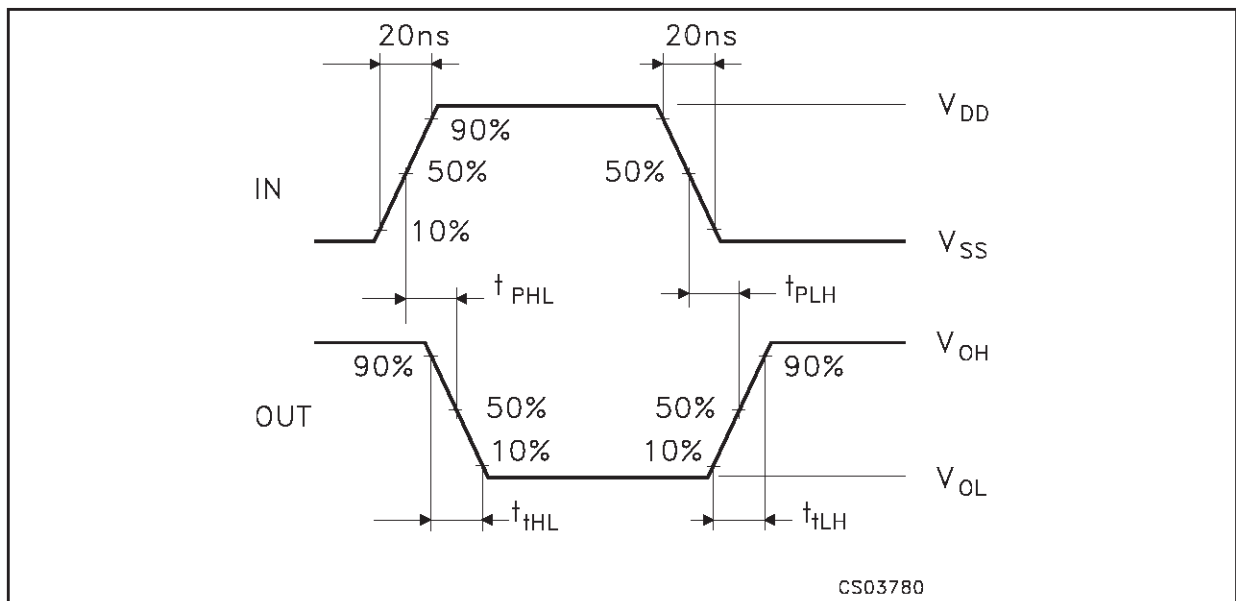 20ns 20ns
V_DD
90%
IN 50% 50%
10%
V_SS
t_PHL t_PLH
V_OH
90% 90%
OUT 50% 50%
10% 10%
V_OL
t_tHL t_tLH
CS03780